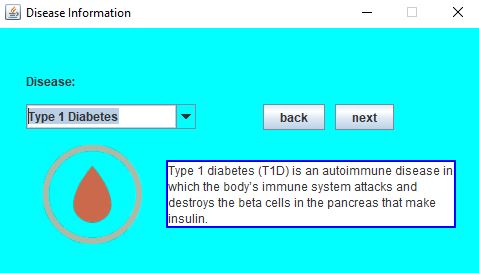 Disease Information
Disease:
Type 1 Diabetes
back
next
Type 1 diabetes (T1D) is an autoimmune disease in
which the body's immune system attacks and
destroys the beta cells in the pancreas that make
insulin.